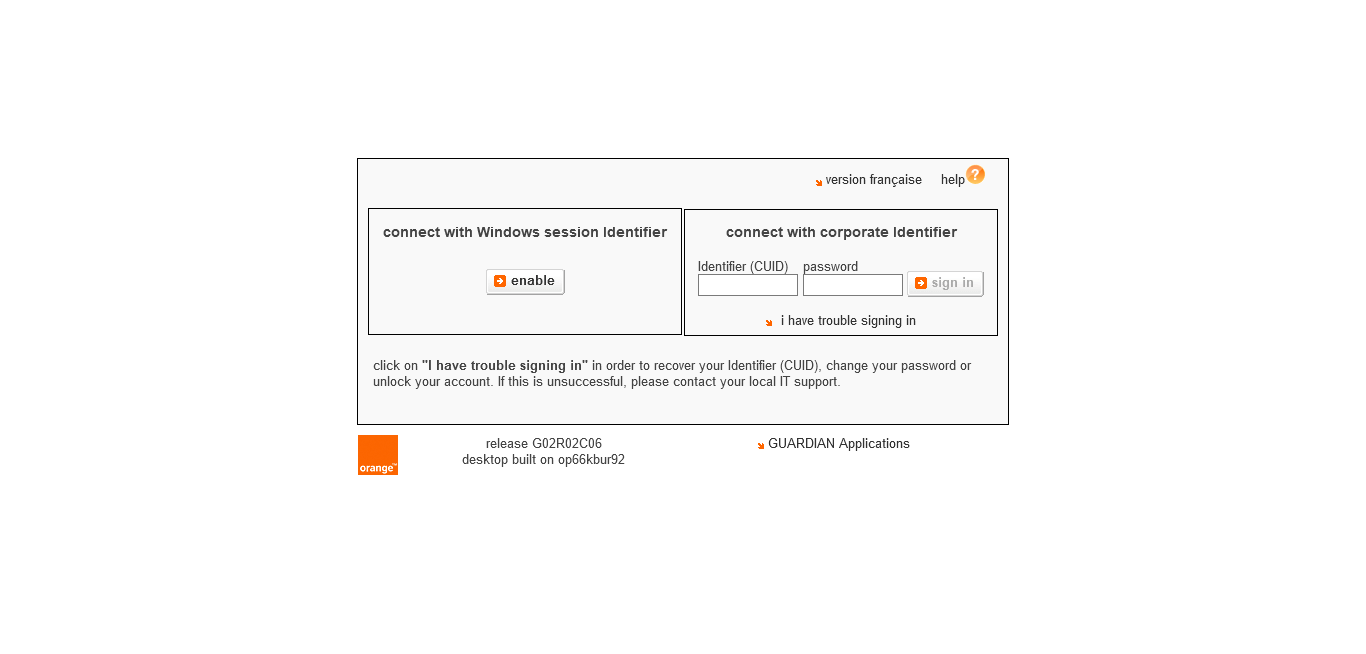 version française help ?
connect with Windows session Identifier
enable
connect with corporate Identifier
Identifier (CUID) password
sign in
i have trouble signing in
click on "I have trouble signing in" in order to recover your Identifier (CUID), change your password or
unlock your account. If this is unsuccessful, please contact your local IT support.
orange™
release G02R02C06
desktop built on op66kbur92
GUARDIAN Applications